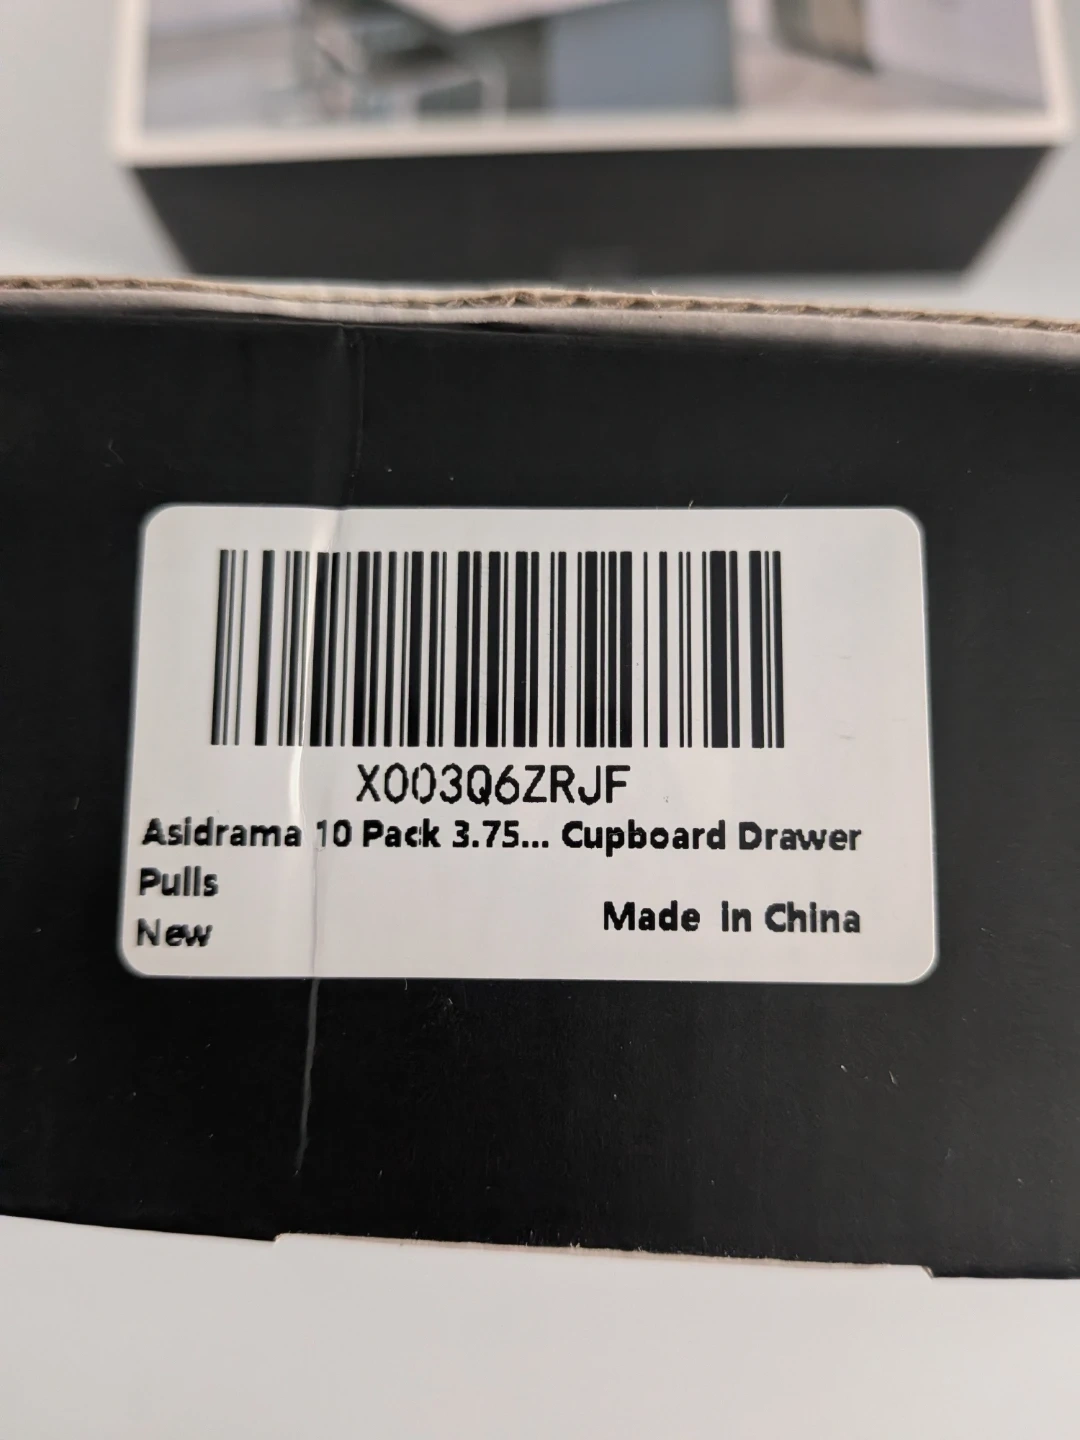 X003Q6ZRJF
Asidrama 10 Pack 3.75... Cupboard Drawer
Pulls
New
Made in China